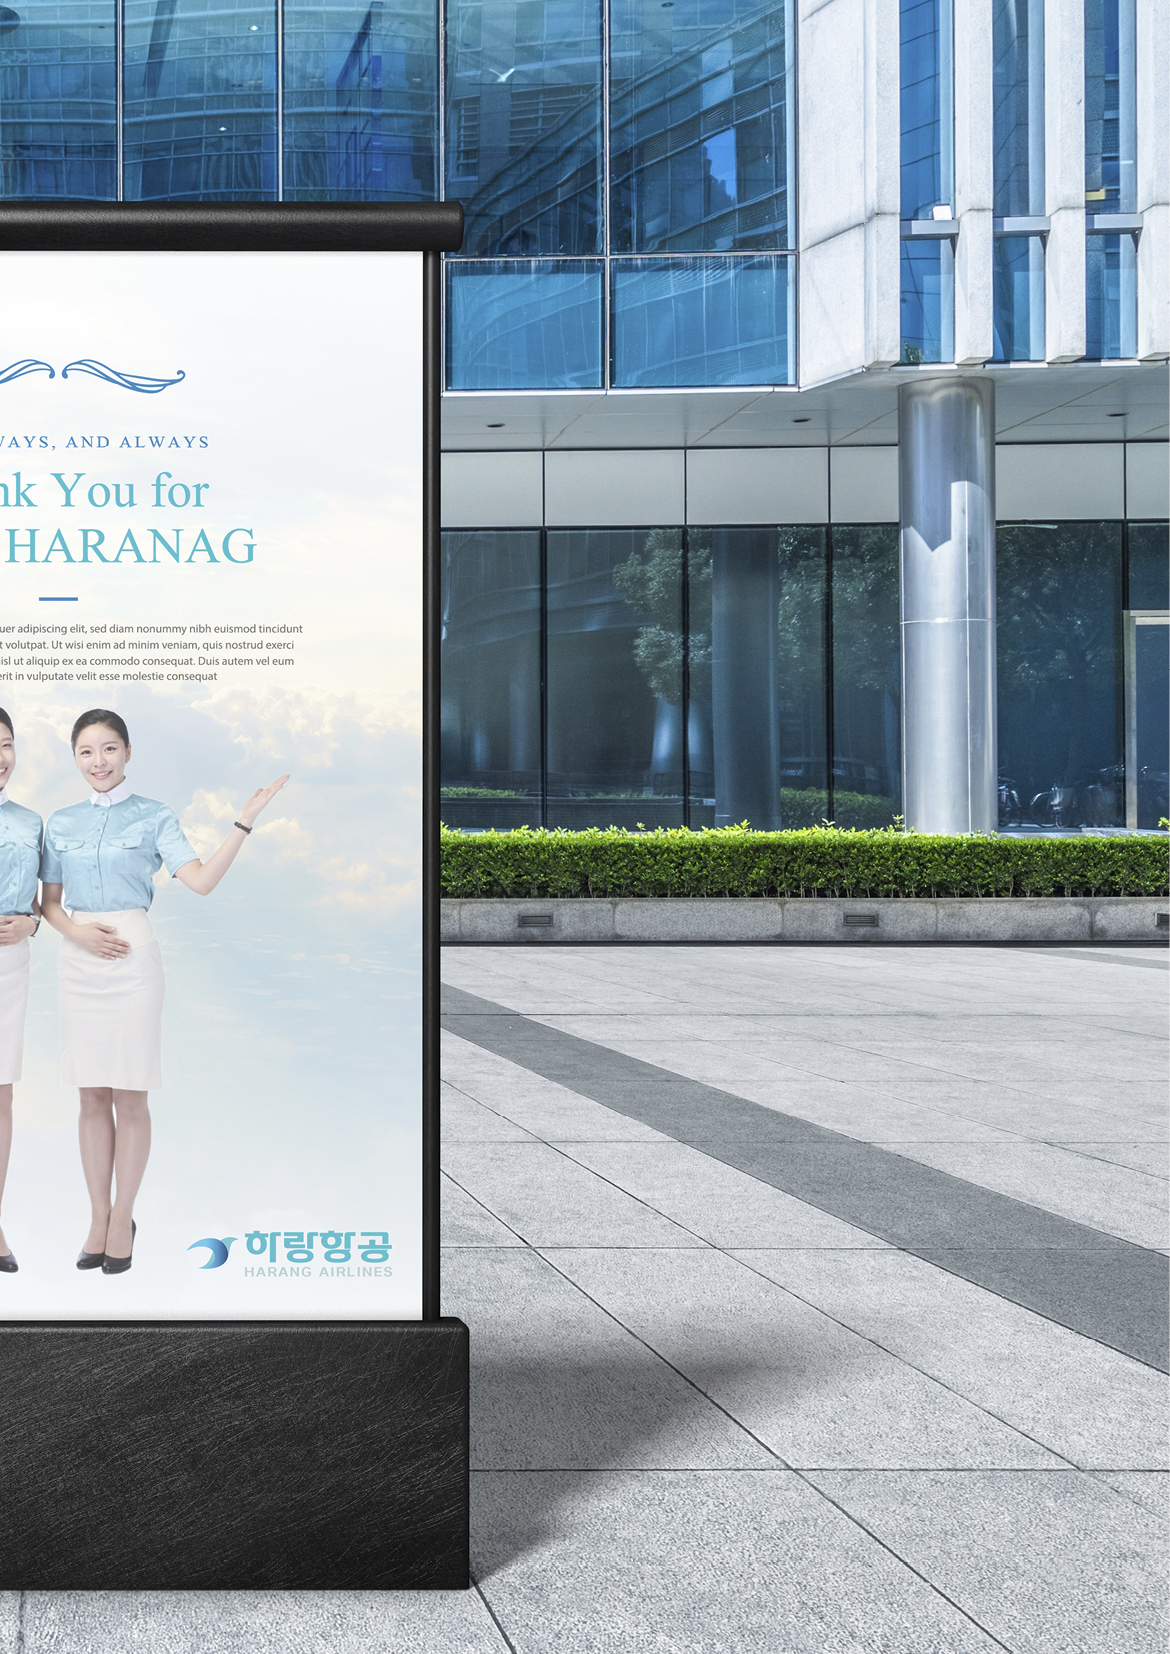 WAYS, AND ALWAYS
nk You for
HARANAG
uer adipiscing elit, sed diam nonummy nibh euismod tincidunt
t volutpat. Ut wisi enim ad minim veniam, quis nostrud exerci
isl ut aliquip ex ea commodo consequat. Duis autem vel eum
erit in vulputate velit esse molestie consequat
하랑항공
HARANG AIRLINES